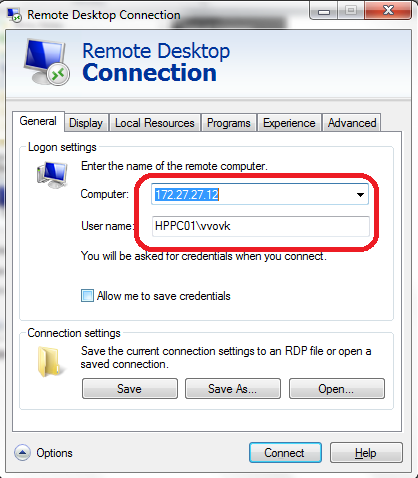 Remote Desktop Connection
Remote Desktop
Connection
General Display Local Resources Programs Experience Advanced
Logon settings
Enter the name of the remote computer.
Computer: 172.27.27.12
User name: HPPC01\vvovk
You will be asked for credentials when you connect.
Allow me to save credentials
Connection settings
Save the current connection settings to an RDP file or open a
saved connection.
Save Save As... Open...
Options Connect Help